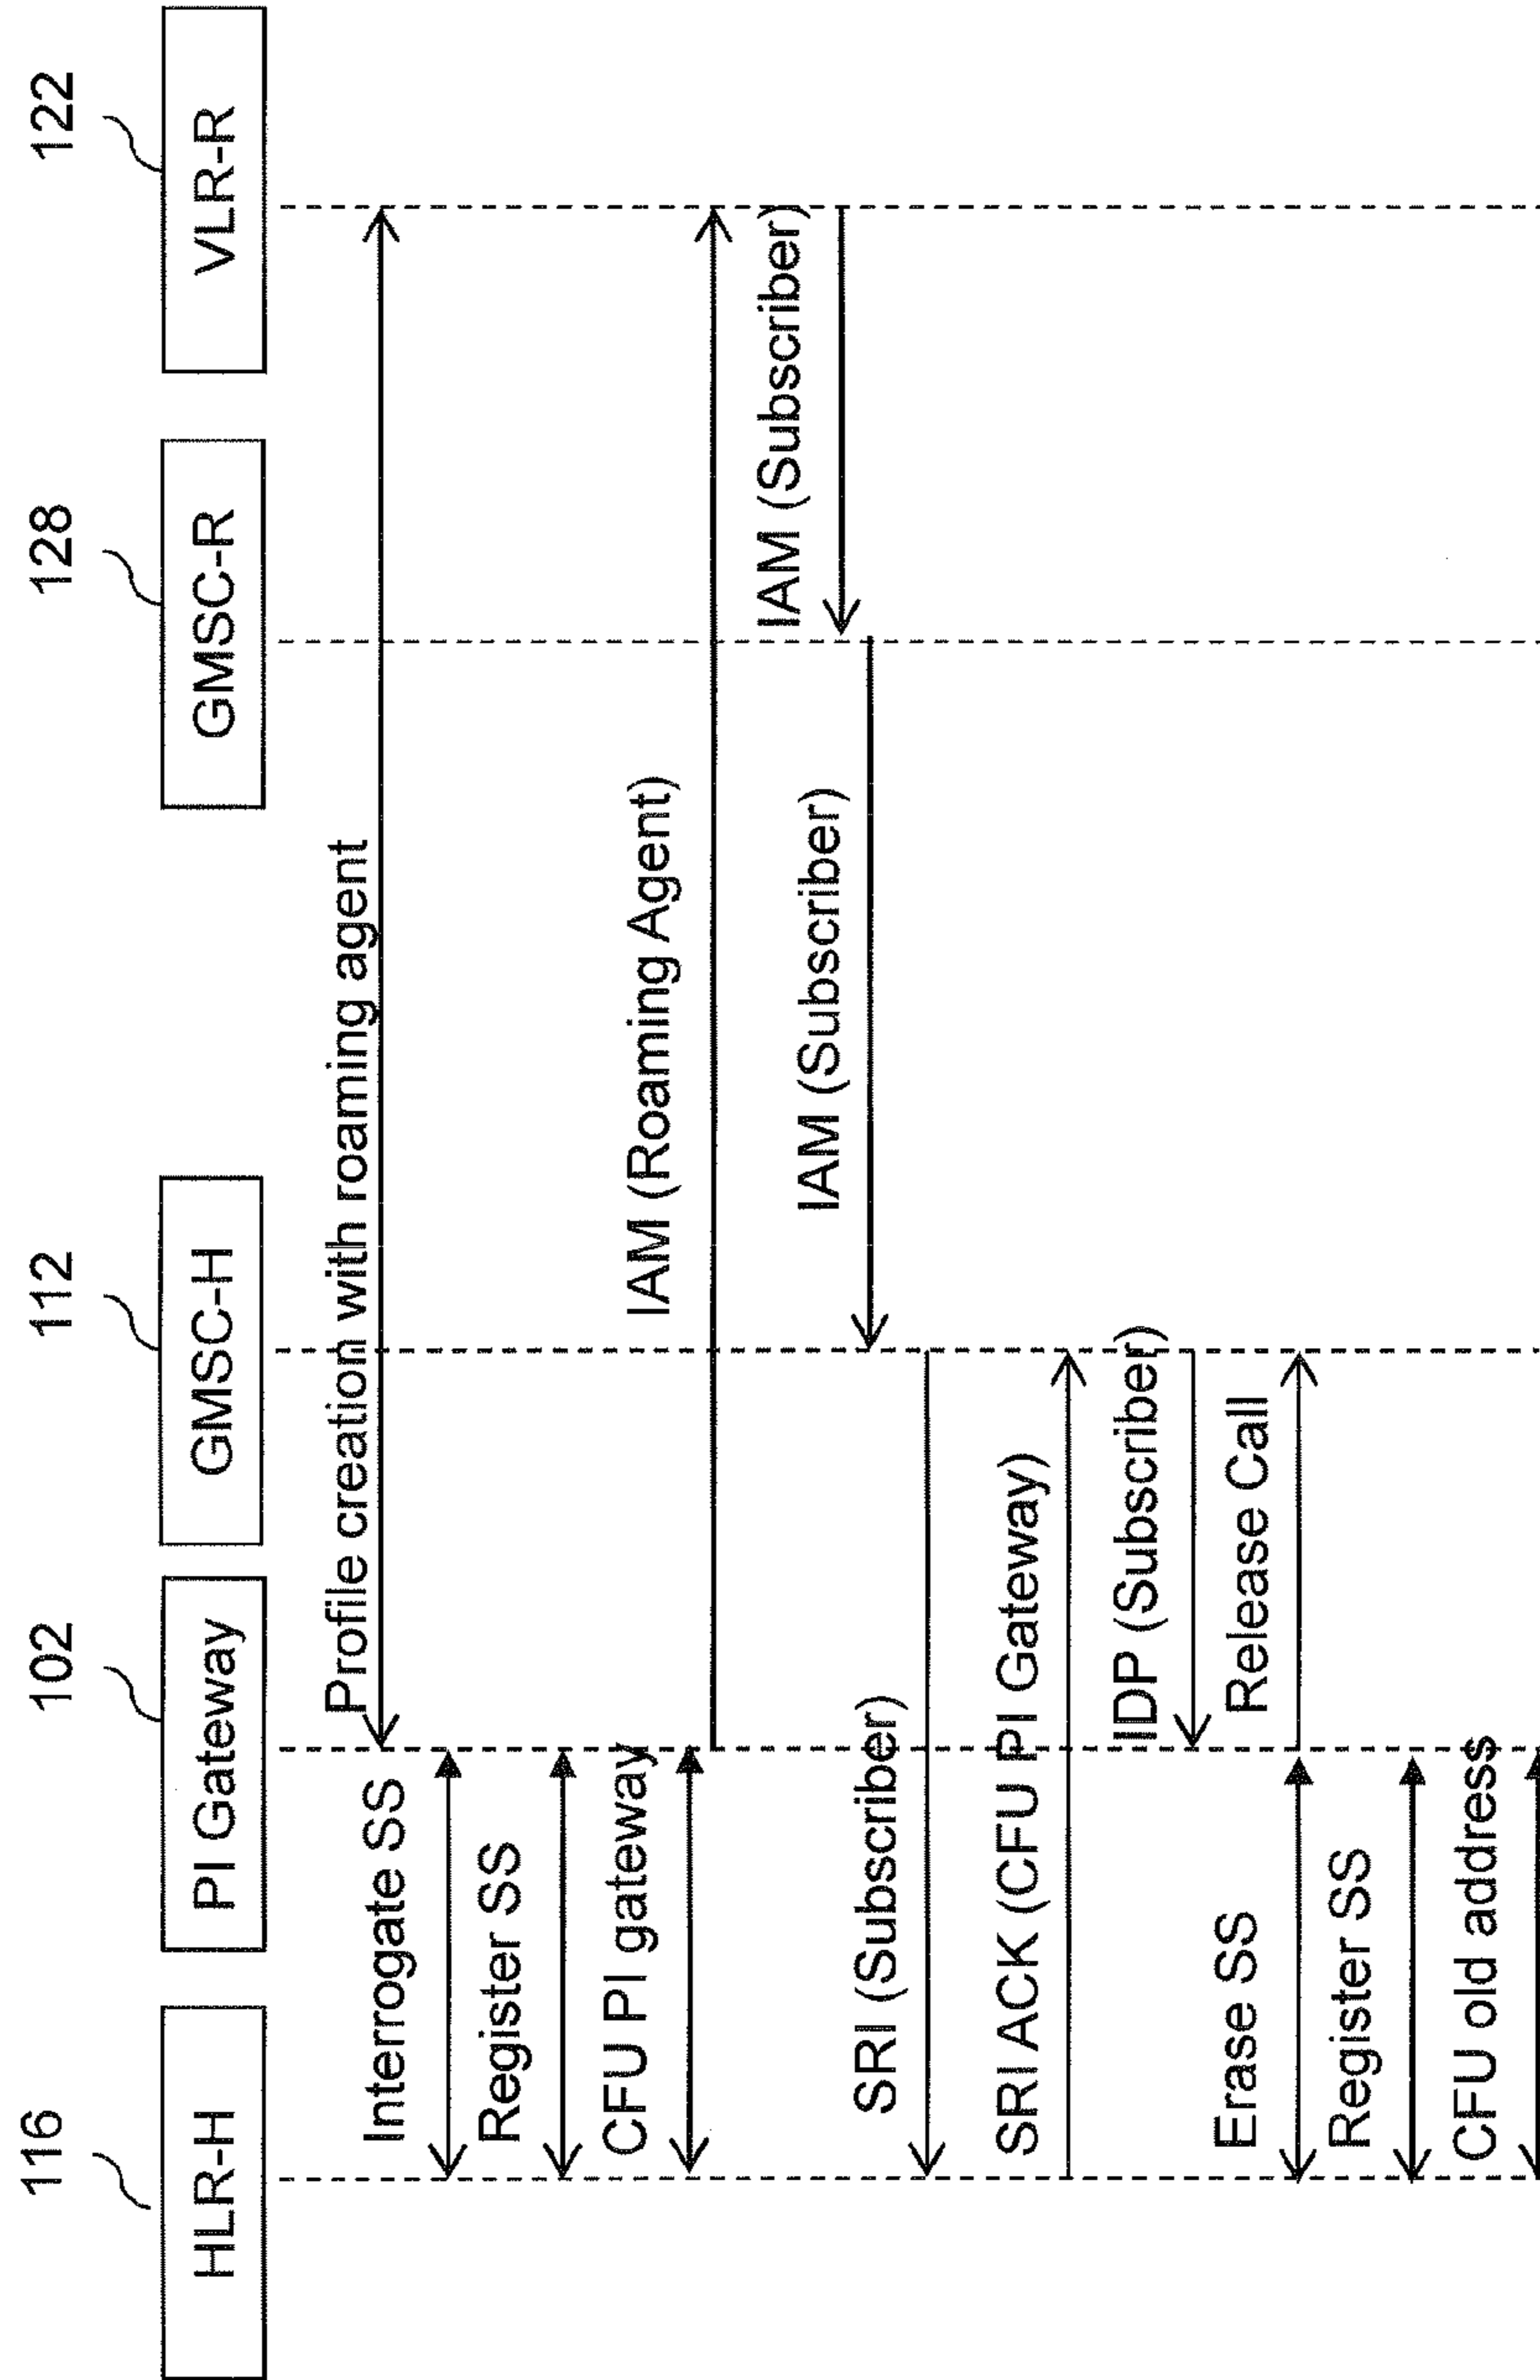 116
102
112
128
122
HLR-H
PI Gateway
GMSC-H
GMSC-R
VLR-R
Profile creation with roaming agent
Interrogate SS
Register SS
CFU PI gateway
IAM (Roaming Agent)
IAM (Subscriber)
IAM (Subscriber)
SRI (Subscriber)
SRI ACK (CFU PI Gateway)
IDP (Subscriber)
Release Call
Erase SS
Register SS
CFU old address